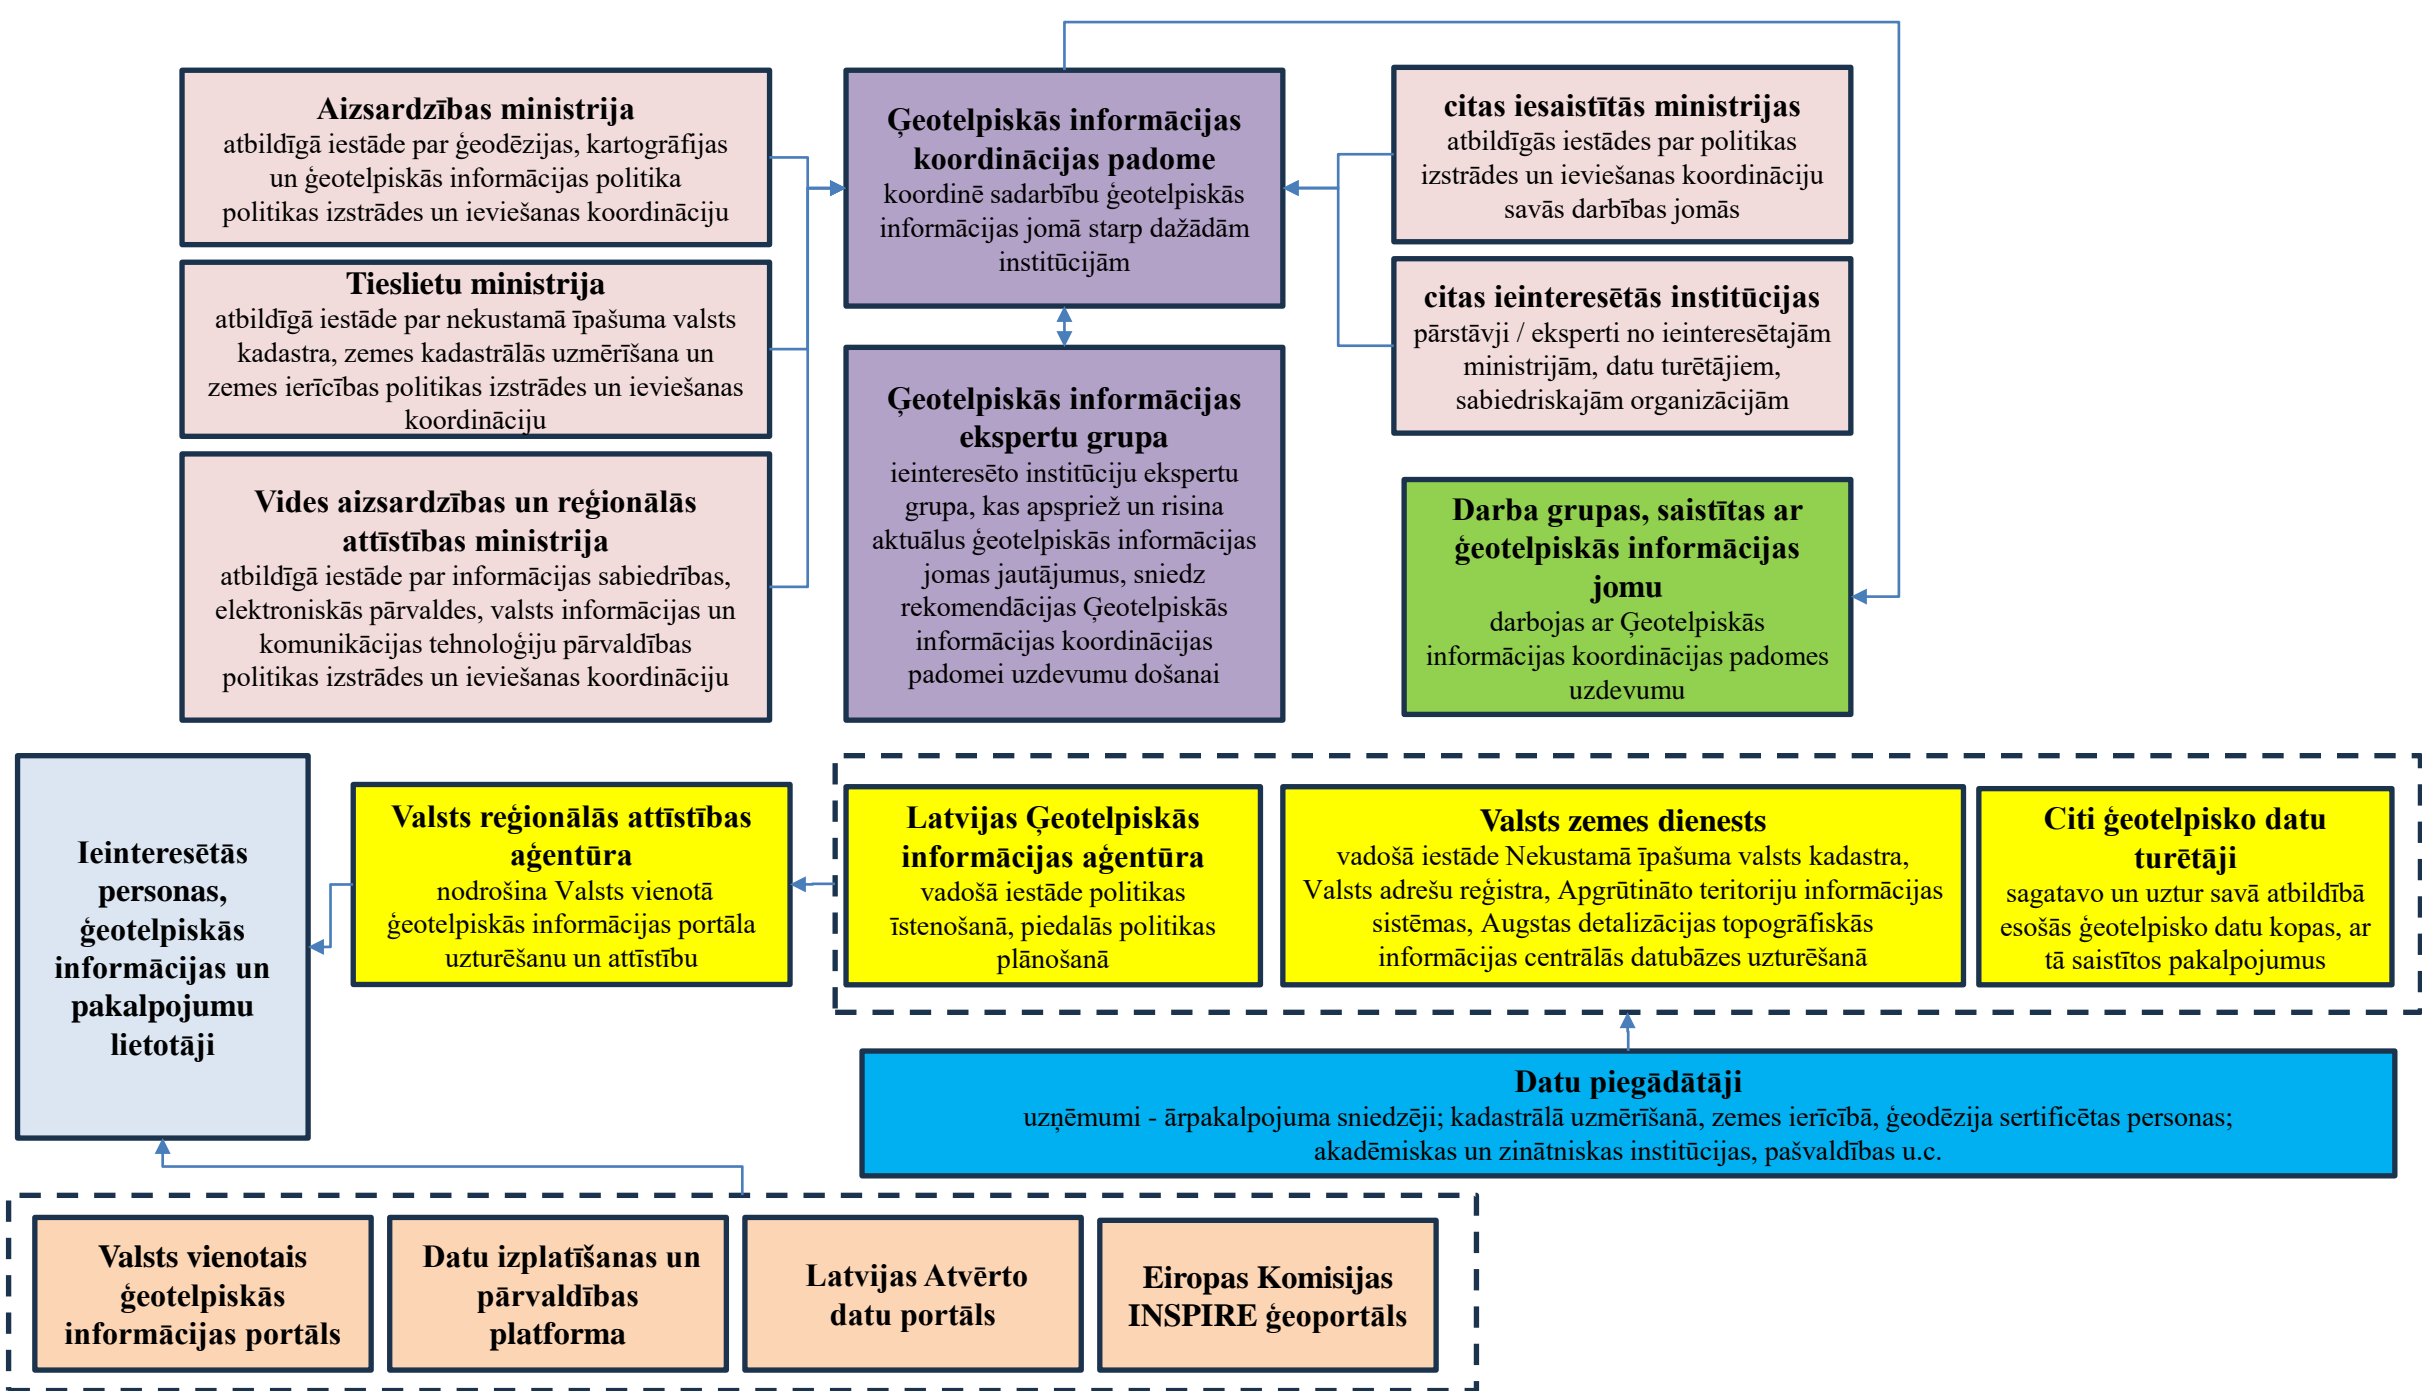 Aizsardzības ministrija
atbildīgā iestāde par ģeodēzijas, kartogrāfijas
un ģeotelpiskās informācijas politika
politikas izstrādes un ieviešanas koordināciju
Tieslietu ministrija
atbildīgā iestāde par nekustamā īpašuma valsts
kadastra, zemes kadastrālās uzmērīšana un
zemes ierīcības politikas izstrādes un ieviešanas
koordināciju
Vides aizsardzības un reģionālās
attīstības ministrija
atbildīgā iestāde par informācijas sabiedrības,
elektroniskās pārvaldes, valsts informācijas un
komunikācijas tehnoloģiju pārvaldības
politikas izstrādes un ieviešanas koordināciju
Ģeotelpiskās informācijas
koordinācijas padome
koordinē sadarbību ģeotelpiskās
informācijas jomā starp dažādām
institūcijām
Ģeotelpiskās informācijas
ekspertu grupa
ieinteresēto institūciju ekspertu
grupa, kas apspriež un risina
aktuālus ģeotelpiskās informācijas
jomas jautājumus, sniedz
rekomendācijas Ģeotelpiskās
informācijas koordinācijas
padomei uzdevumu došanai
citas iesaistītās ministrijas
atbildīgās iestādes par politikas
izstrādes un ieviešanas koordināciju
savās darbības jomās
citas ieinteresētās institūcijas
pārstāvji / eksperti no ieinteresētajām
ministrijām, datu turētājiem,
sabiedriskajām organizācijām
Darba grupas, saistītas ar
ģeotelpiskās informācijas
jomu
darbojas ar Ģeotelpiskās
informācijas koordinācijas padomes
uzdevumu
Ieinteresētās
personas,
ģeotelpiskās
informācijas un
pakalpojumu
lietotāji
Valsts reģionālās attīstības
aģentūra
nodrošina Valsts vienotā
ģeotelpiskās informācijas portāla
uzturēšanu un attīstību
Latvijas Ģeotelpiskās
informācijas aģentūra
vadošā iestāde politikas
īstenošanā, piedalās politikas
plānošanā
Valsts zemes dienests
vadošā iestāde Nekustamā īpašuma valsts kadastra,
Valsts adrešu reģistra, Apgrūtināto teritoriju informācijas
sistēmas, Augstas detalizācijas topogrāfiskās
informācijas centrālās datubāzes uzturēšanā
Citi ģeotelpisko datu
turētāji
sagatavo un uztur savā atbildībā
esošās ģeotelpisko datu kopas, ar
tā saistītos pakalpojumus
Datu piegādātāji
uzņēmumi - ārpakalpojuma sniedzēji; kadastrālā uzmērīšanā, zemes ierīcībā, ģeodēzija sertificētas personas;
akadēmiskas un zinātniskas institūcijas, pašvaldības u.c.
Valsts vienotais
ģeotelpiskās
informācijas portāls
Datu izplatīšanas un
pārvaldības
platforma
Latvijas Atvērto
datu portāls
Eiropas Komisijas
INSPIRE ģeoportāls